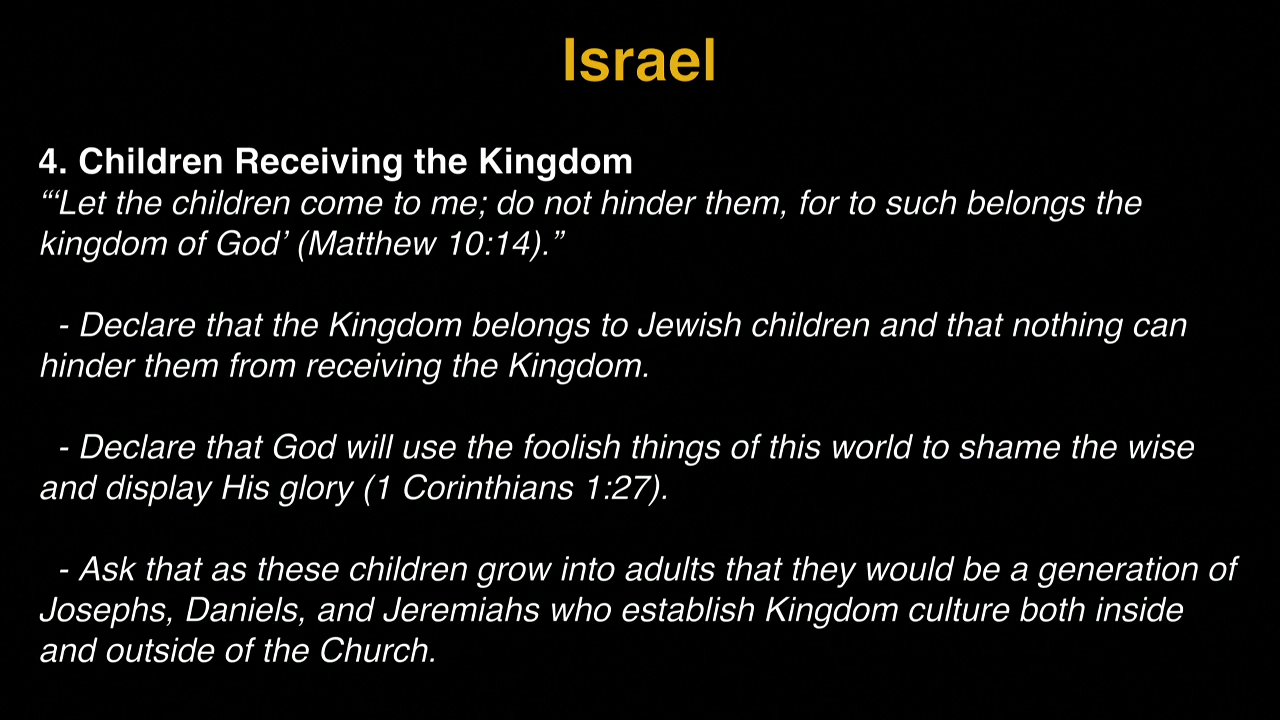 Israel
4. Children Receiving the Kingdom
“‘Let the children come to me; do not hinder them, for to such belongs the
kingdom of God’ (Matthew 10:14).”
- Declare that the Kingdom belongs to Jewish children and that nothing can
hinder them from receiving the Kingdom.
- Declare that God will use the foolish things of this world to shame the wise
and display His glory (1 Corinthians 1:27).
- Ask that as these children grow into adults that they would be a generation of
Josephs, Daniels, and Jeremiahs who establish Kingdom culture both inside
and outside of the Church.